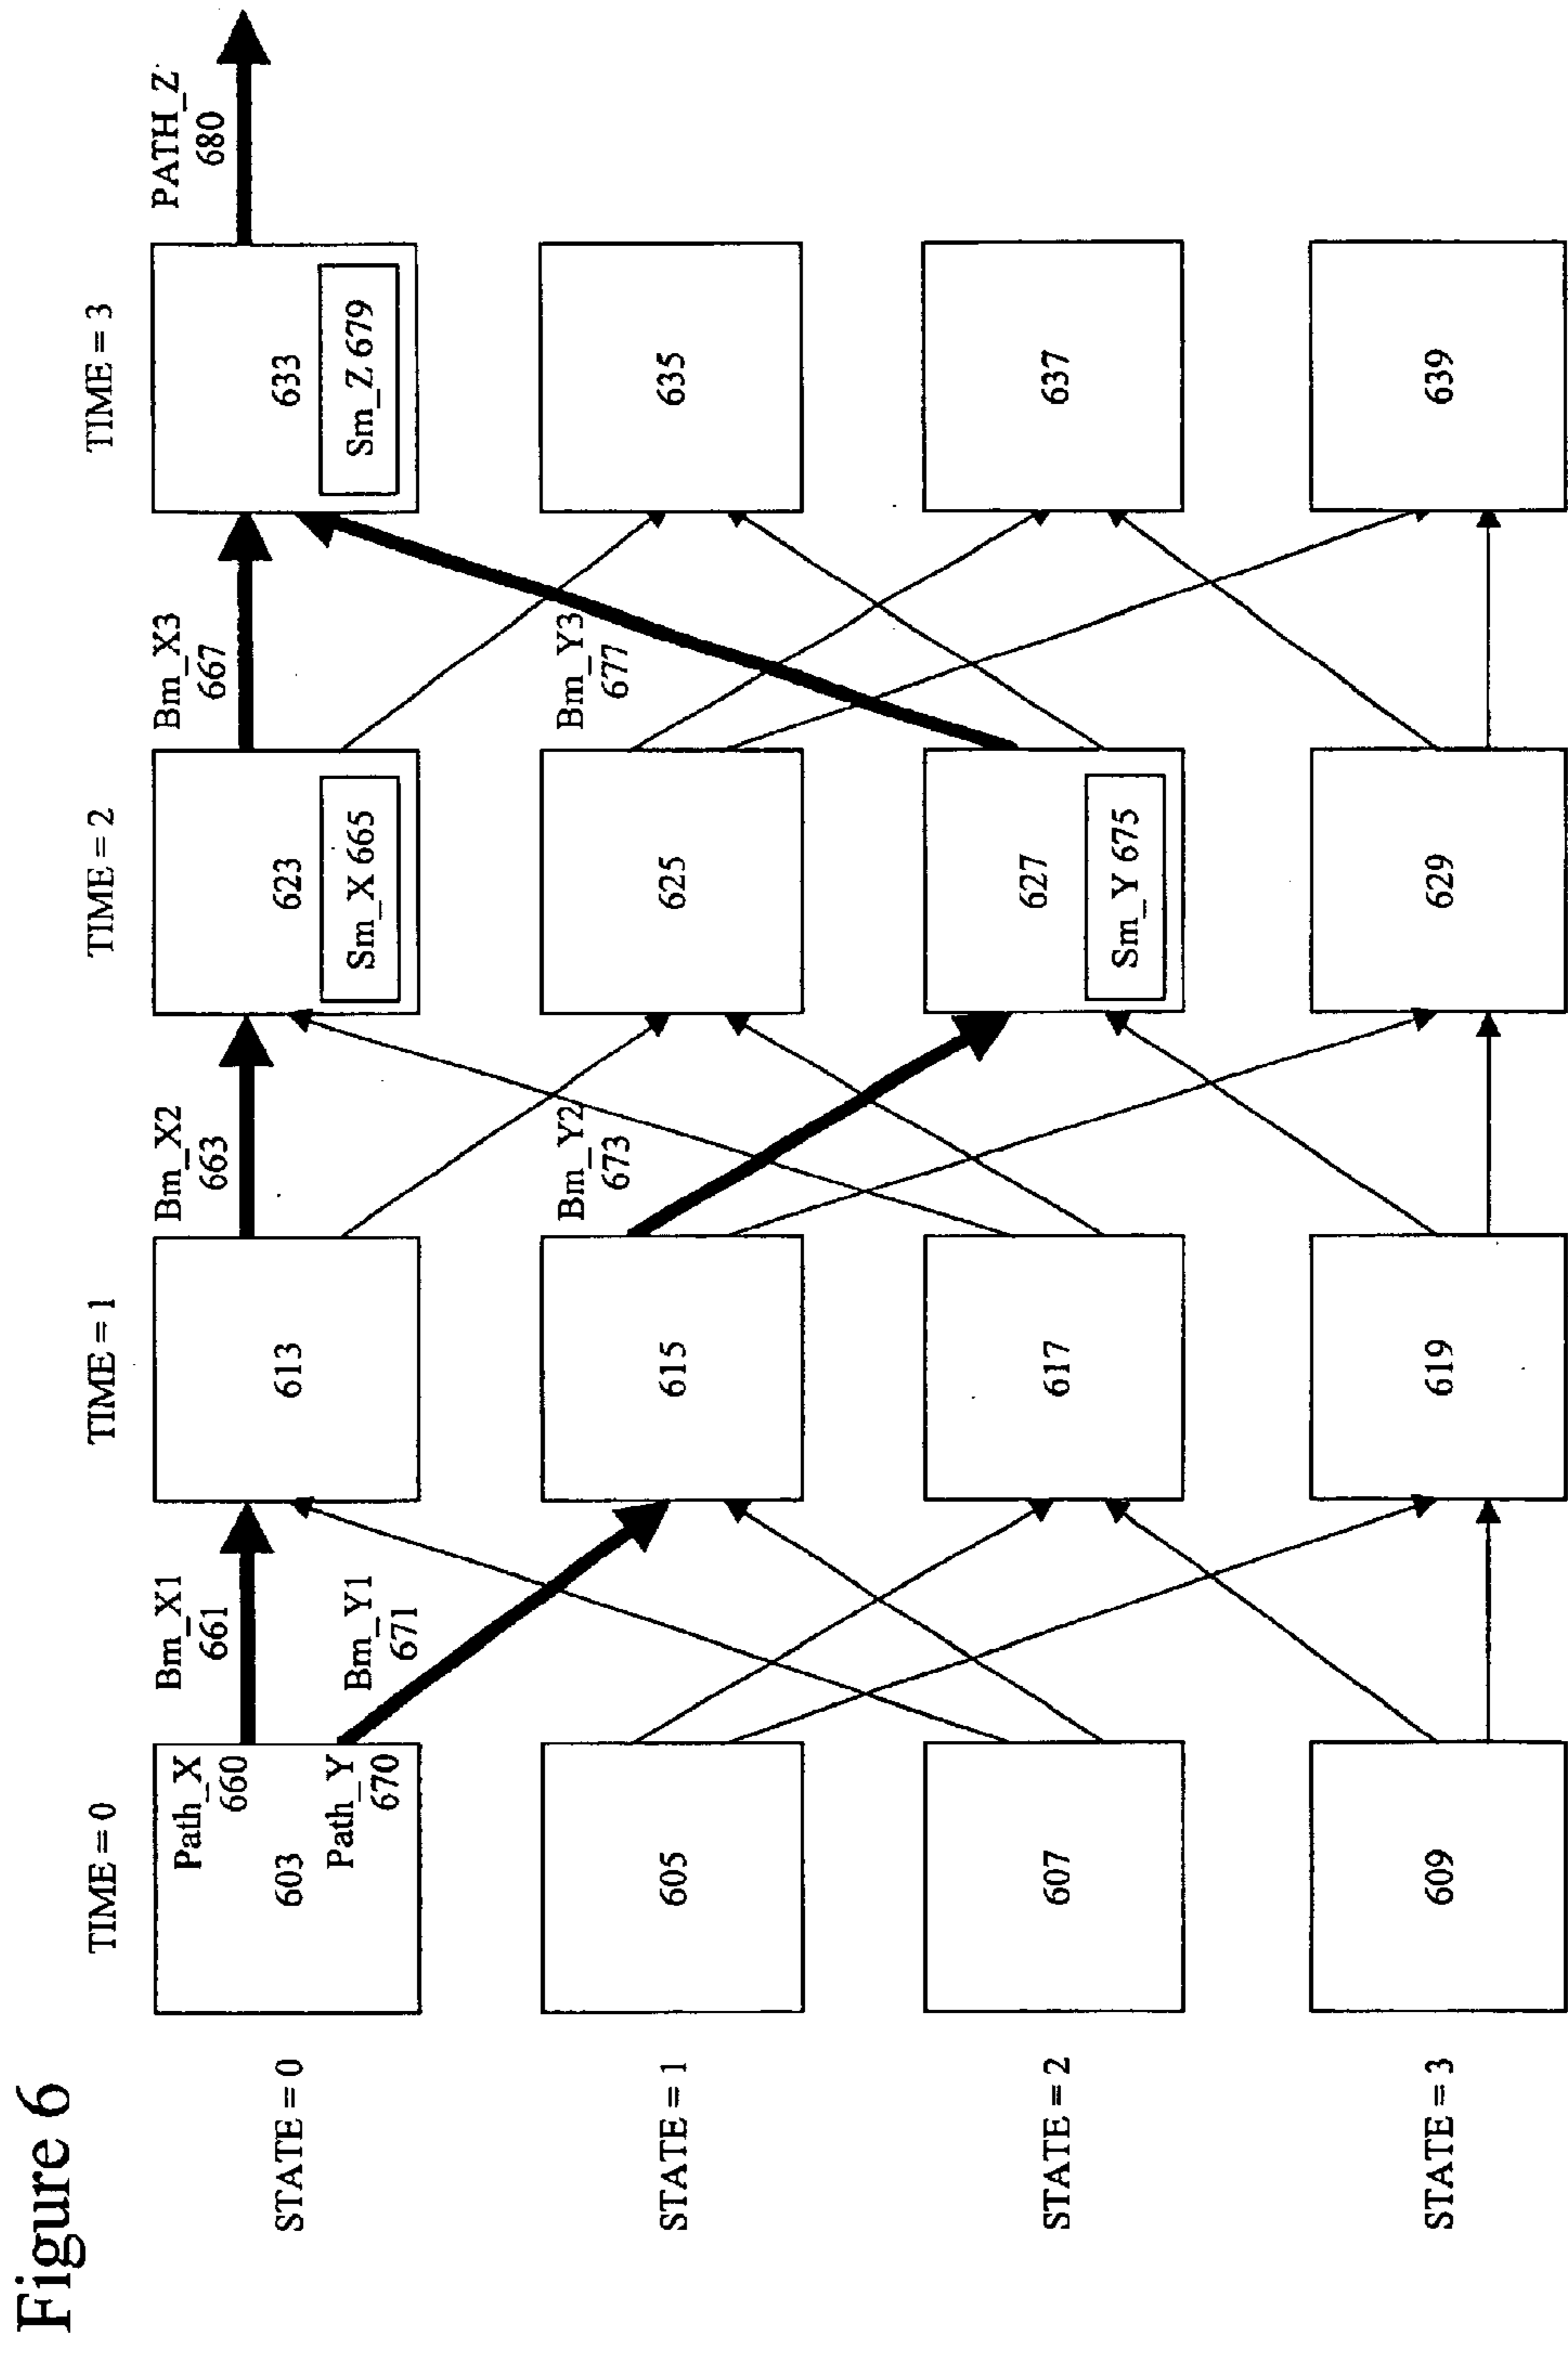 Figure 6
TIME = 0
TIME = 1
TIME = 2
TIME = 3
STATE = 0
Path_X
660
603
Path_Y
670
Bm_X1
661
Bm_Y1
671
613
Bm_X2
663
623
Sm_X 665
Bm_X3
667
633
Sm_Z 679
PATH_Z
680
STATE = 1
605
615
Bm_Y2
673
625
Bm_Y3
677
635
STATE = 2
607
617
627
Sm_Y 675
637
STATE = 3
609
619
629
639